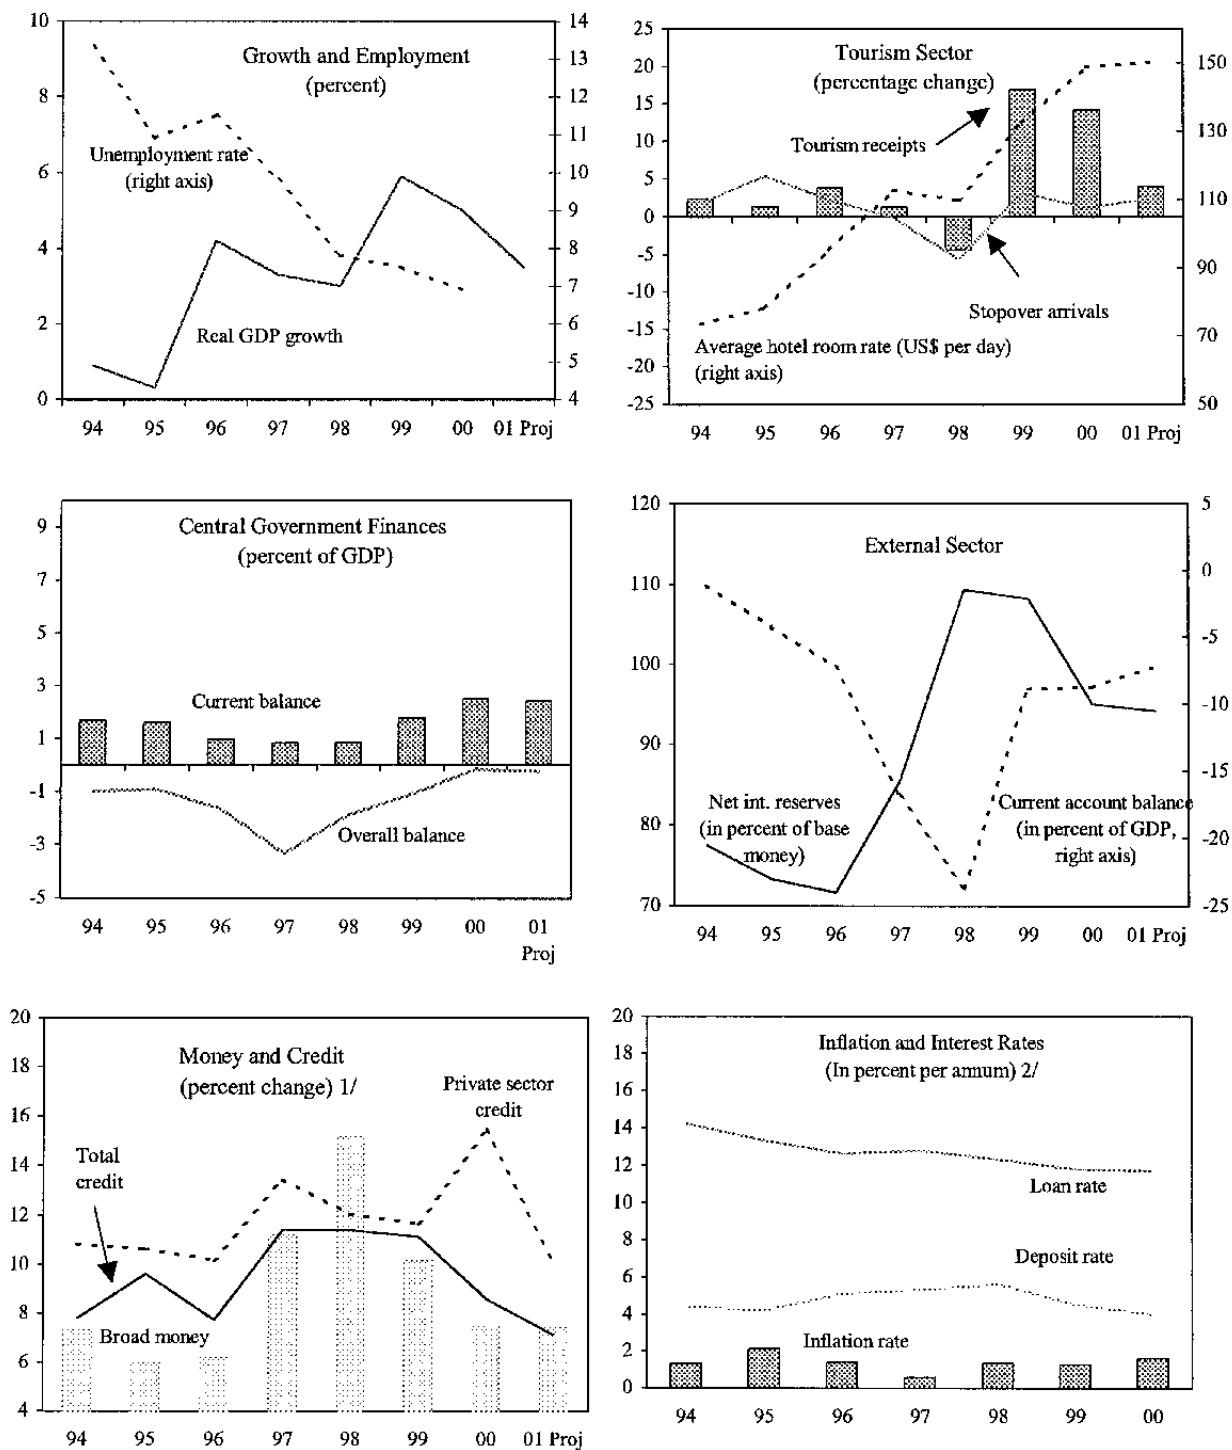 Growth and Employment
(percent)
10
8
6
4
2
0
14
13
12
11
10
9
8
7
6
5
4
Unemployment rate
(right axis)
Real GDP growth
94 95 96 97 98 99 00 01 Proj
Tourism Sector
(percentage change)
25
20
15
10
5
0
-5
-10
-15
-20
-25
150
130
110
90
70
50
Tourism receipts
Stopover arrivals
Average hotel room rate (US$ per day)
(right axis)
94 95 96 97 98 99 00 01 Proj
Central Government Finances
(percent of GDP)
9
7
5
3
1
-1
-3
-5
Current balance
Overall balance
94 95 96 97 98 99 00 01
Proj
External Sector
120
110
100
90
80
70
5
0
-5
-10
-15
-20
-25
Net int. reserves
(in percent of base
money)
Current account balance
(in percent of GDP,
right axis)
94 95 96 97 98 99 00 01 Proj
Money and Credit
(percent change) 1/
20
18
16
14
12
10
8
6
4
Private sector
credit
Total
credit
Broad money
94 95 96 97 98 99 00 01 Proj
Inflation and Interest Rates
(In percent per annum) 2/
20
18
16
14
12
10
8
6
4
2
0
Loan rate
Deposit rate
Inflation rate
94 95 96 97 98 99 00